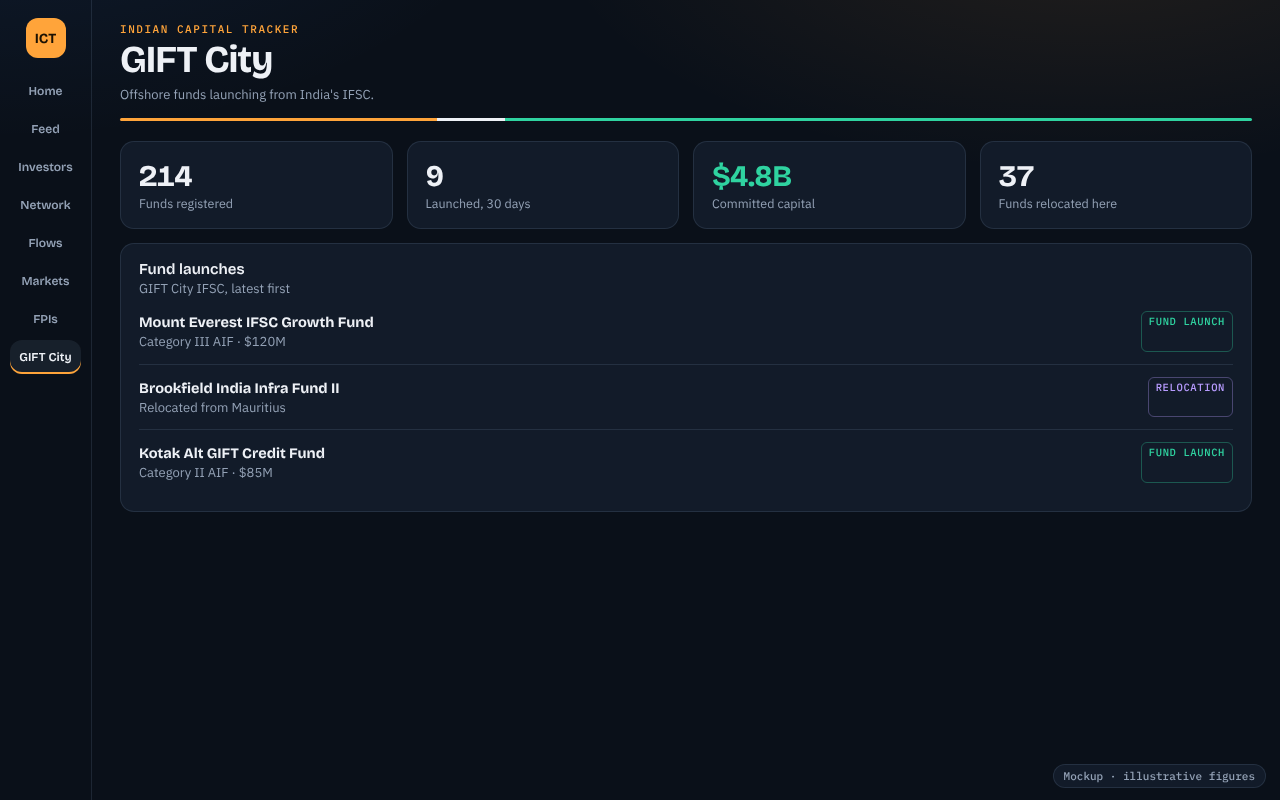 ICT
Home
Feed
Investors
Network
Flows
Markets
FPIs
GIFT City
INDIAN CAPITAL TRACKER
GIFT City
Offshore funds launching from India's IFSC.
214
Funds registered
9
Launched, 30 days
$4.8B
Committed capital
37
Funds relocated here
Fund launches
GIFT City IFSC, latest first
Mount Everest IFSC Growth Fund
Category III AIF · $120M
FUND LAUNCH
Brookfield India Infra Fund II
Relocated from Mauritius
RELOCATION
Kotak Alt GIFT Credit Fund
Category II AIF · $85M
FUND LAUNCH
Mockup · illustrative figures